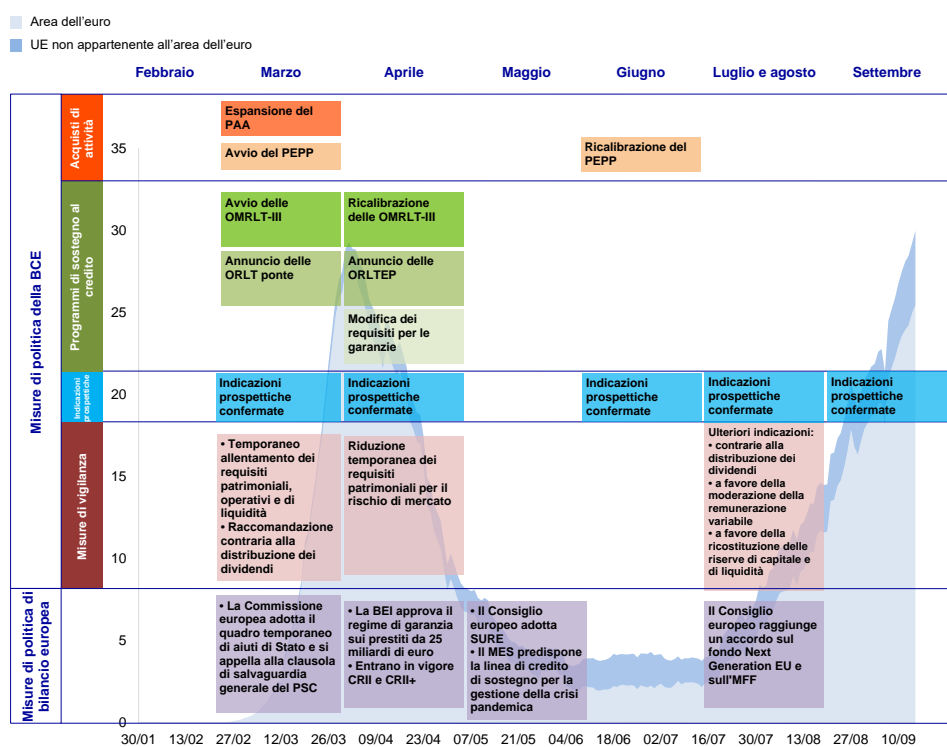 Area dell'euro
UE non appartenente all'area dell'euro
Febbraio
Marzo
Aprile
Maggio
Giugno
Luglio e agosto
Settembre
Misure di politica della BCE
Acquisti di
attività
35
Espansione del
PAA
Avvio del PEPP
Ricalibrazione del
PEPP
Programmi di sostegno al
credito
30
25
Avvio delle
OMRLT-III
Ricalibrazione
delle OMRLT-III
Annuncio delle
ORLT ponte
Annuncio delle
ORLTEP
Modifica dei
requisiti per le
garanzie
Indicazioni
prospettiche
20
Indicazioni
prospettiche
confermate
Indicazioni
prospettiche
confermate
Indicazioni
prospettiche
confermate
Indicazioni
prospettiche
confermate
Indicazioni
prospettiche
confermate
Misure di vigilanza
15
10
• Temporaneo
allentamento dei
requisiti
patrimoniali,
operativi e di
liquidità
• Raccomandazione
contraria alla
distribuzione dei
dividendi
Riduzione
temporanea dei
requisiti
patrimoniali per il
rischio di mercato
Ulteriori indicazioni:
• contrarie alla
distribuzione dei
dividendi
• a favore della
moderazione della
remunerazione
variabile
• a favore della
ricostituzione delle
riserve di capitale e
di liquidità
Misure di politica di
bilancio europea
5
0
• La Commissione
europea adotta il
quadro temporaneo
di aiuti di Stato e si
appella alla clausola
di salvaguardia
generale del PSC
• La BEI approva il
regime di garanzia
sui prestiti da 25
miliardi di euro
• Entrano in vigore
CRII e CRII+
• Il Consiglio
europeo adotta
SURE
• Il MES predispone
la linea di credito
di sostegno per la
gestione della crisi
pandemica
Il Consiglio
europeo raggiunge
un accordo sul
fondo Next
Generation EU e
sull'MFF
30/01
13/02
27/02
12/03
26/03
09/04
23/04
07/05
21/05
04/06
18/06
02/07
16/07
30/07
13/08
27/08
10/09